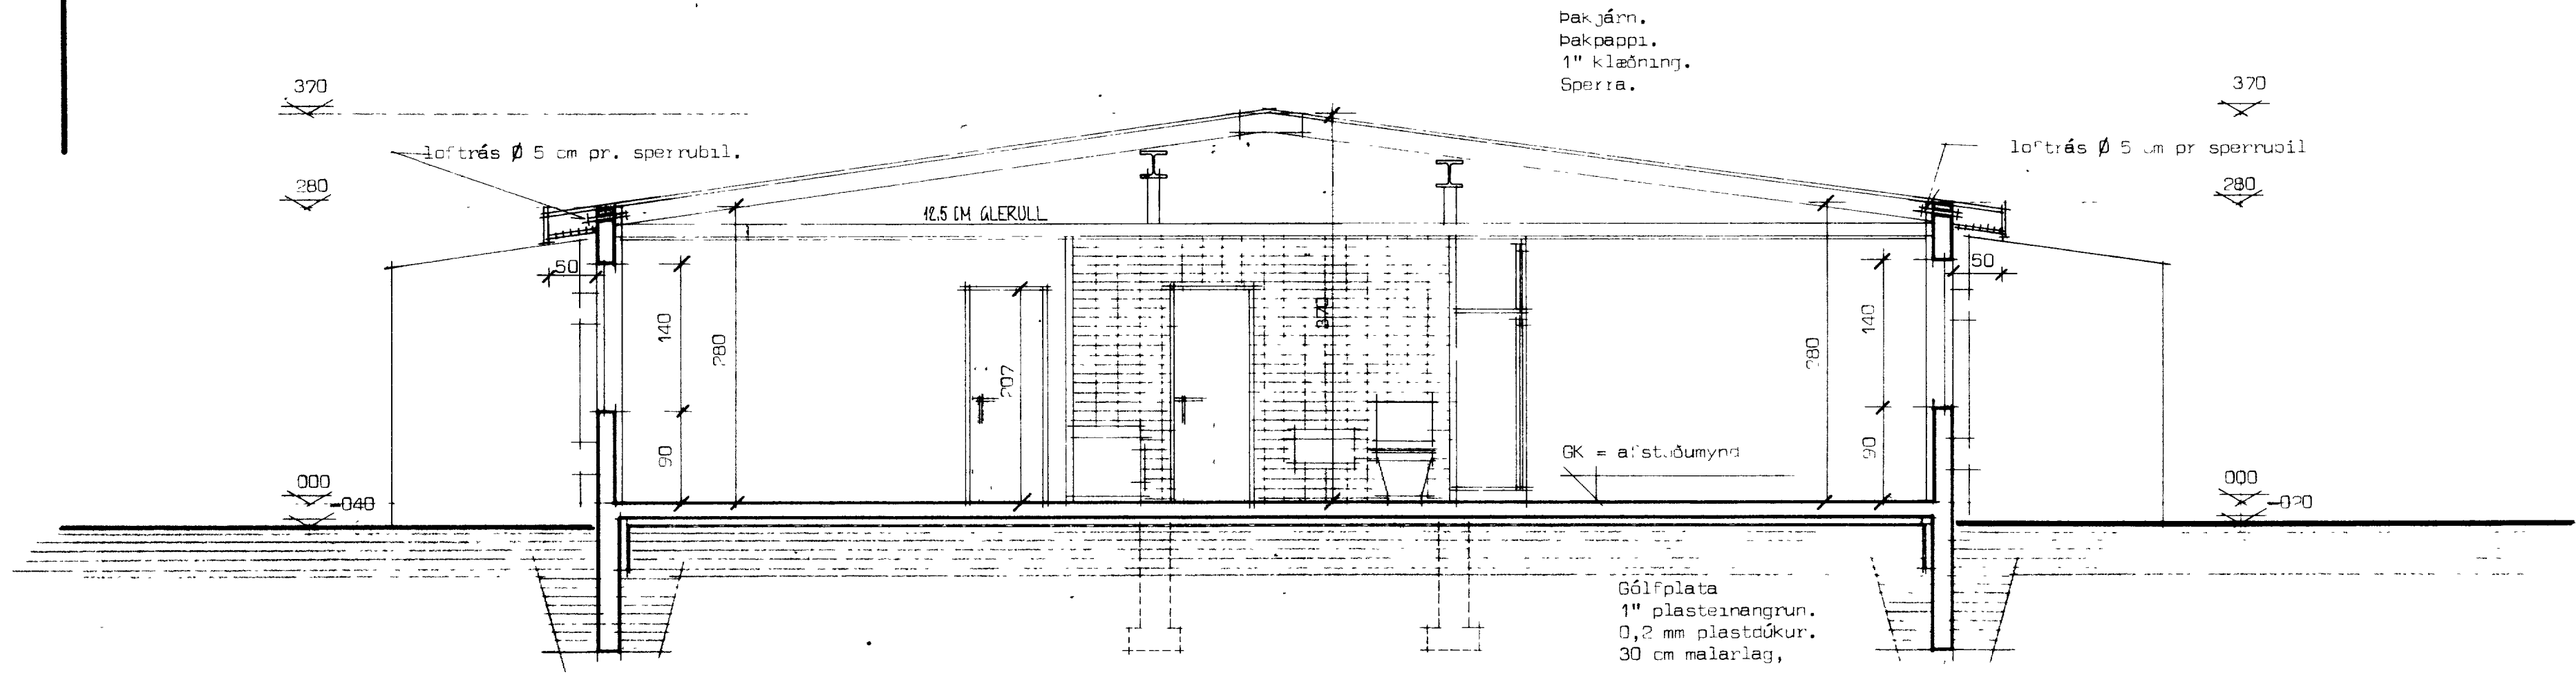 Þakjárn.
Þakpappi.
1" klæðning.
Sperra.
370
370
loftrás Ø 5 cm pr. sperrubil.
loftrás Ø 5 cm pr sperrubil
280
280
12.5 CM GLERULL
50
50
140
280
207
370
280
140
90
90
GK = afstöðumynd
000
-040
000
-020
Gólfplata
1" plasteinangrun.
0,2 mm plastdúkur.
30 cm malarlag,